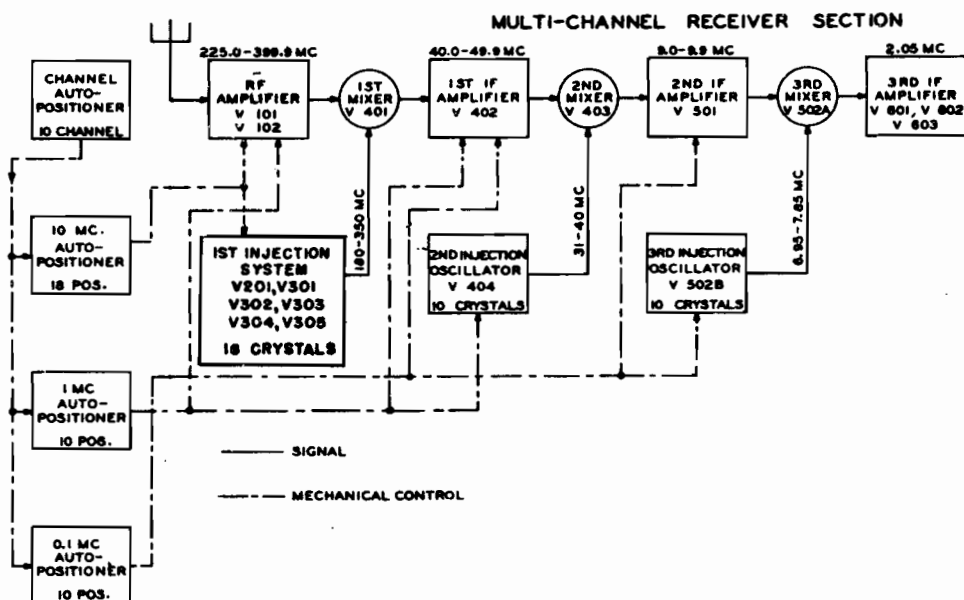 MULTI-CHANNEL RECEIVER SECTION
CHANNEL
AUTO-
POSITIONER
10 CHANNEL
225.0-399.9 MC
RF
AMPLIFIER
V 101
V 102
1ST
MIXER
V 401
40.0-49.9 MC
1ST IF
AMPLIFIER
V 402
2ND
MIXER
V 403
9.0-9.9 MC
2ND IF
AMPLIFIER
V 501
3RD
MIXER
V 502A
2.05 MC
3RD IF
AMPLIFIER
V 601, V 602
V 603
10 MC.
AUTO-
POSITIONER
18 POS.
1ST INJECTION
SYSTEM
V201, V301
V302, V303
V304, V305
18 CRYSTALS
180-350 MC
2ND INJECTION
OSCILLATOR
V 404
10 CRYSTALS
31-40 MC
3RD INJECTION
OSCILLATOR
V 502B
10 CRYSTALS
6.95-7.85 MC
1 MC
AUTO-
POSITIONER
10 POS.
SIGNAL
MECHANICAL CONTROL
0.1 MC
AUTO-
POSITIONER
10 POS.